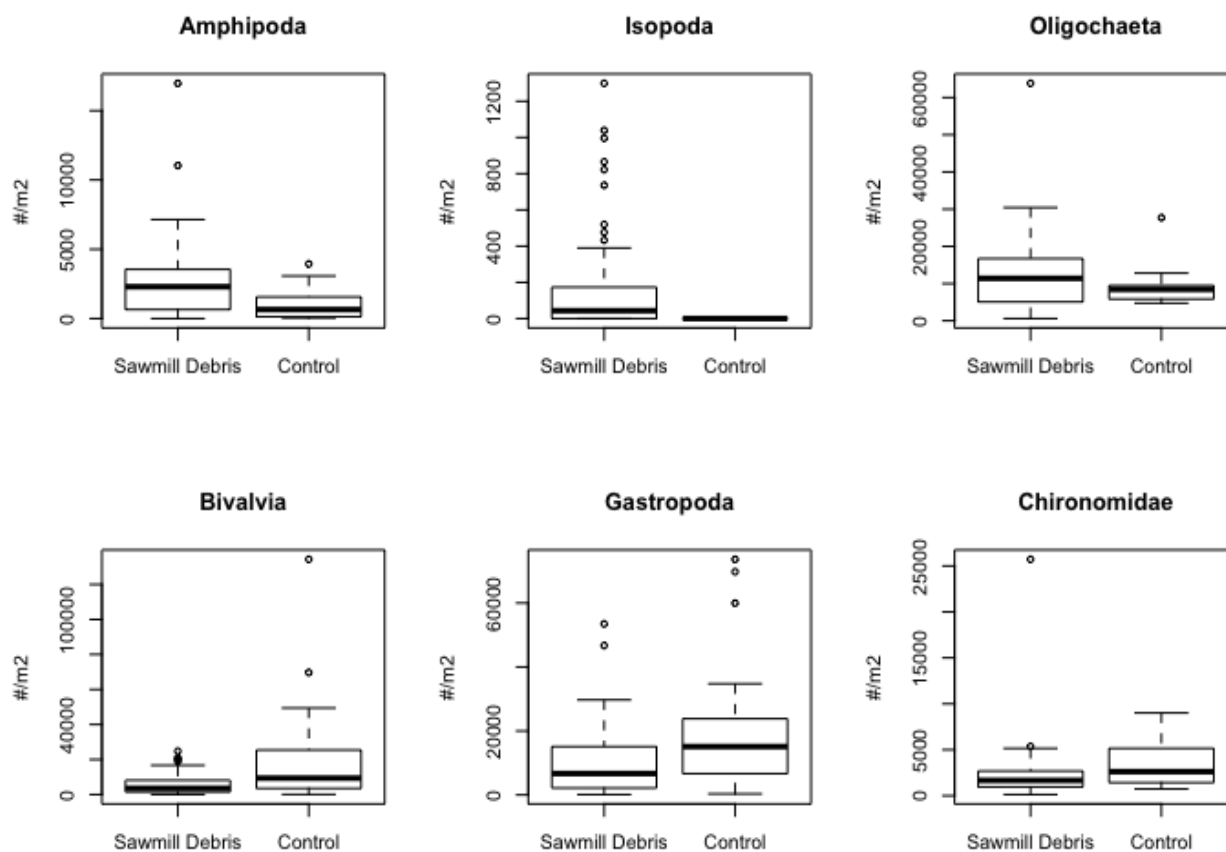 Amphipoda
#/m2
0
5000
10000
Sawmill Debris
Control
Isopoda
#/m2
0
400
800
1200
Sawmill Debris
Control
Oligochaeta
#/m2
0
20000
40000
60000
Sawmill Debris
Control
Bivalvia
#/m2
0
40000
100000
Sawmill Debris
Control
Gastropoda
#/m2
0
20000
60000
Sawmill Debris
Control
Chironomidae
#/m2
0
5000
15000
25000
Sawmill Debris
Control